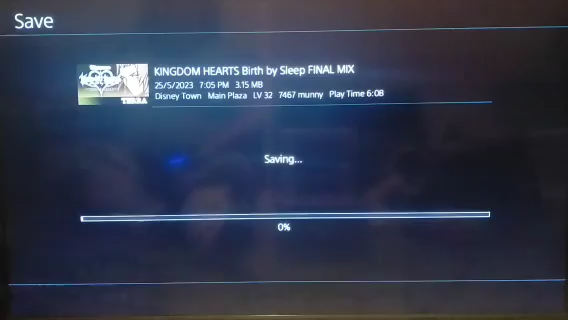 Save
KINGDOM HEARTS Birth by Sleep FINAL MIX
25/5/2023 7:05 PM 3.15 MB
TERRA
Disney Town Main Plaza LV 32 7467 munny Play Time 6:08
Saving...
0%